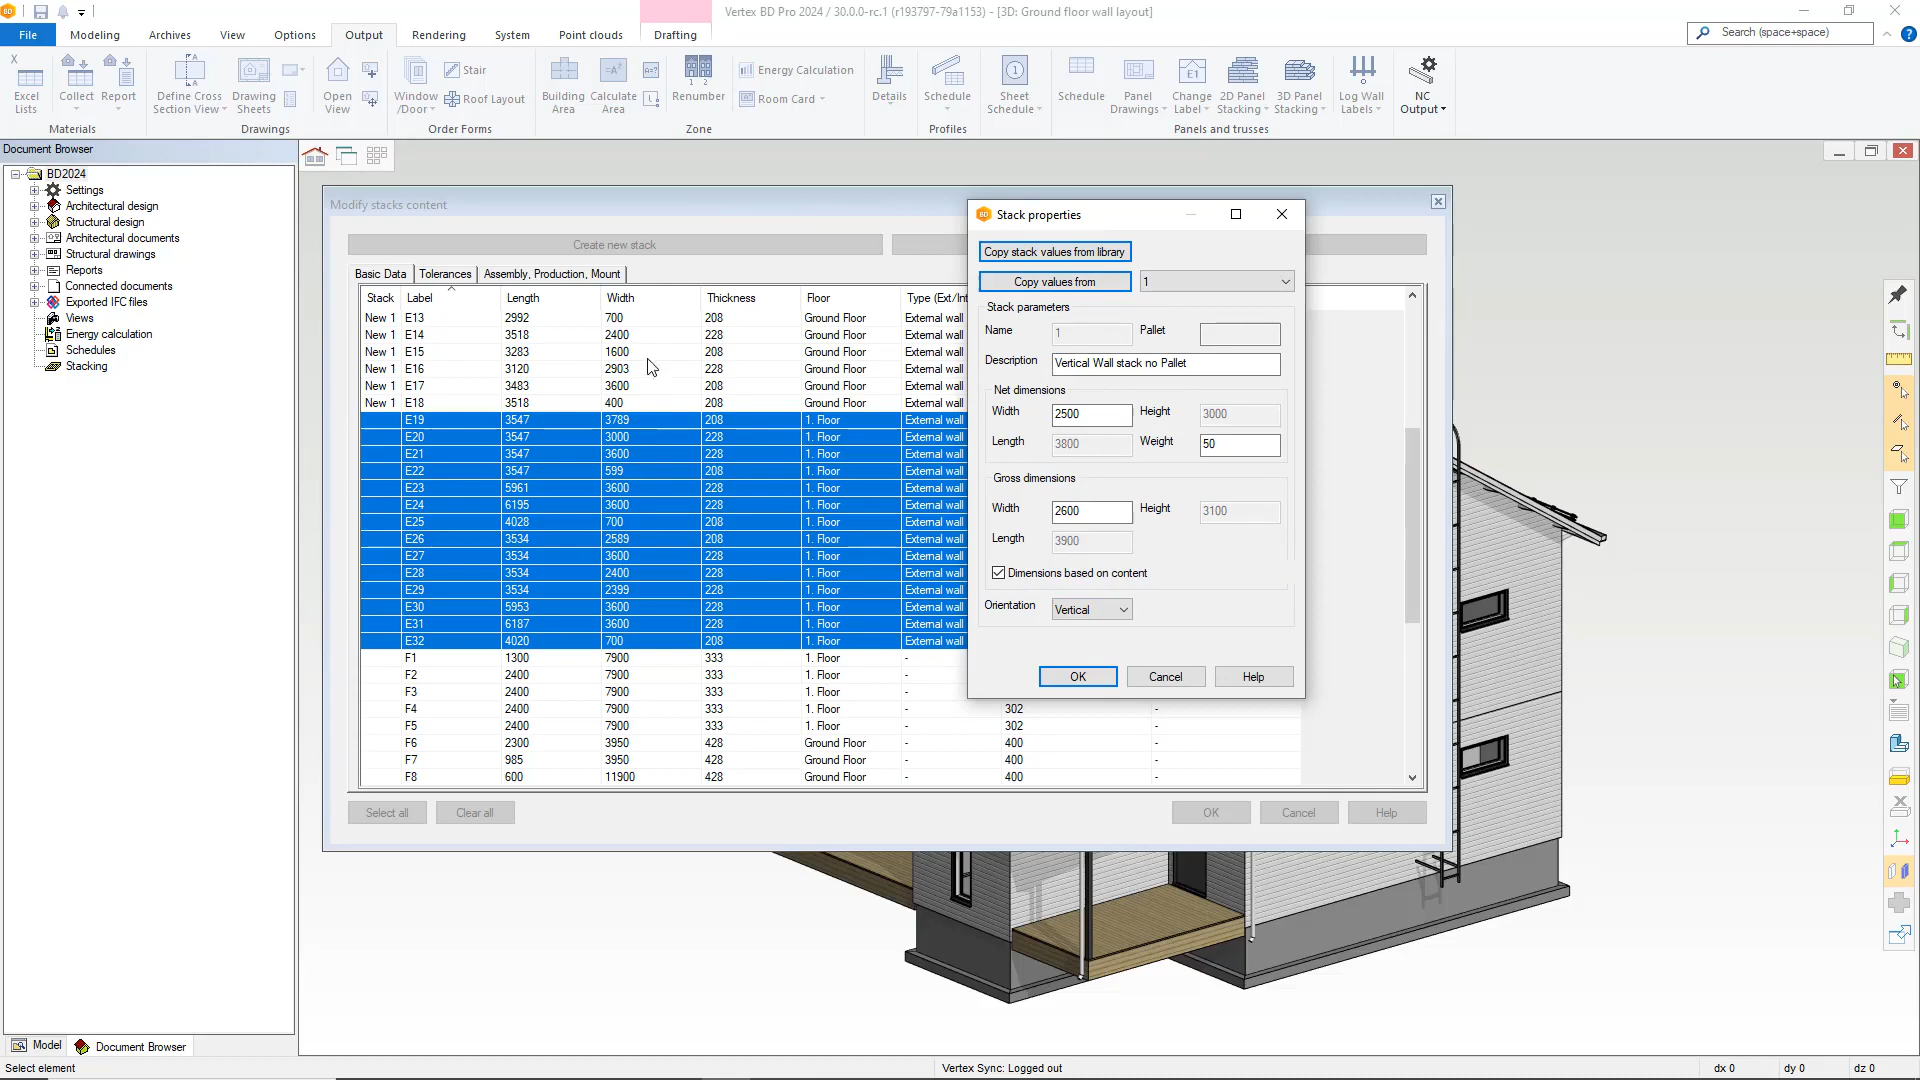 Vertex BD Pro 2024 / 30.0.0-rc.1 (r193797-79a1153) - [3D: Ground floor wall layout]
File Modeling Archives View Options Output Rendering System Point clouds Drafting Search (space+space)
Excel Lists
Collect
Report
Define Cross Section View
Drawing Sheets
Open View
Window /Door
Stair
Roof Layout
Building Area
Calculate Area
Renumber
Energy Calculation
Room Card
Details
Schedule
Sheet Schedule
Schedule
Panel Drawings
Change Label
2D Panel Stacking
3D Panel Stacking
Log Wall Labels
NC Output
Materials Drawings Order Forms Zone Profiles Panels and trusses
Document Browser
BD2024
Settings
Architectural design
Structural design
Architectural documents
Structural drawings
Reports
Connected documents
Exported IFC files
Views
Energy calculation
Schedules
Stacking
Model Document Browser
Modify stacks content
Create new stack
Basic Data Tolerances Assembly, Production, Mount
Stack Label Length Width Thickness Floor Type (Ext/Int
New 1 E13 2992 700 208 Ground Floor External wall
New 1 E14 3518 2400 228 Ground Floor External wall
New 1 E15 3283 1600 208 Ground Floor External wall
New 1 E16 3120 2903 228 Ground Floor External wall
New 1 E17 3483 3600 208 Ground Floor External wall
New 1 E18 3518 400 208 Ground Floor External wall
E19 3547 3789 208 1. Floor External wall
E20 3547 3000 228 1. Floor External wall
E21 3547 3600 228 1. Floor External wall
E22 3547 599 208 1. Floor External wall
E23 5961 3600 228 1. Floor External wall
E24 6195 3600 228 1. Floor External wall
E25 4028 700 208 1. Floor External wall
E26 3534 2589 208 1. Floor External wall
E27 3534 3600 228 1. Floor External wall
E28 3534 2400 228 1. Floor External wall
E29 3534 2399 228 1. Floor External wall
E30 5953 3600 228 1. Floor External wall
E31 6187 3600 228 1. Floor External wall
E32 4020 700 208 1. Floor External wall
F1 1300 7900 333 1. Floor -
F2 2400 7900 333 1. Floor -
F3 2400 7900 333 1. Floor -
F4 2400 7900 333 1. Floor - 302 -
F5 2400 7900 333 1. Floor - 302 -
F6 2300 3950 428 Ground Floor - 400 -
F7 985 3950 428 Ground Floor - 400 -
F8 600 11900 428 Ground Floor - 400 -
Select all Clear all OK Cancel Help
Stack properties
Copy stack values from library
Copy values from 1
Stack parameters
Name 1 Pallet
Description Vertical Wall stack no Pallet
Net dimensions
Width 2500 Height 3000
Length 3800 Weight 50
Gross dimensions
Width 2600 Height 3100
Length 3900
Dimensions based on content
Orientation Vertical
OK Cancel Help
Select element Vertex Sync: Logged out dx 0 dy 0 dz 0